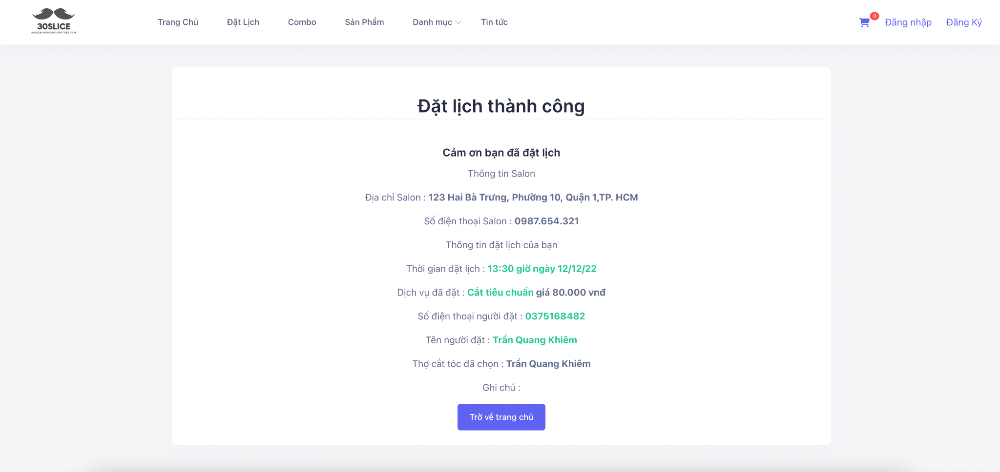 30SLICE
BARBER SHOP ĐẦU HÀNG VIỆT NAM
Trang Chủ
Đặt Lịch
Combo
Sản Phẩm
Danh mục
Tin tức
0
Đăng nhập
Đăng Ký
Đặt lịch thành công
Cảm ơn bạn đã đặt lịch
Thông tin Salon
Địa chỉ Salon : 123 Hai Bà Trưng, Phường 10, Quận 1,TP. HCM
Số điện thoại Salon : 0987.654.321
Thông tin đặt lịch của bạn
Thời gian đặt lịch : 13:30 giờ ngày 12/12/22
Dịch vụ đã đặt : Cắt tiêu chuẩn giá 80.000 vnđ
Số điện thoại người đặt : 0375168482
Tên người đặt : Trần Quang Khiêm
Thợ cắt tóc đã chọn : Trần Quang Khiêm
Ghi chú :
Trở về trang chủ